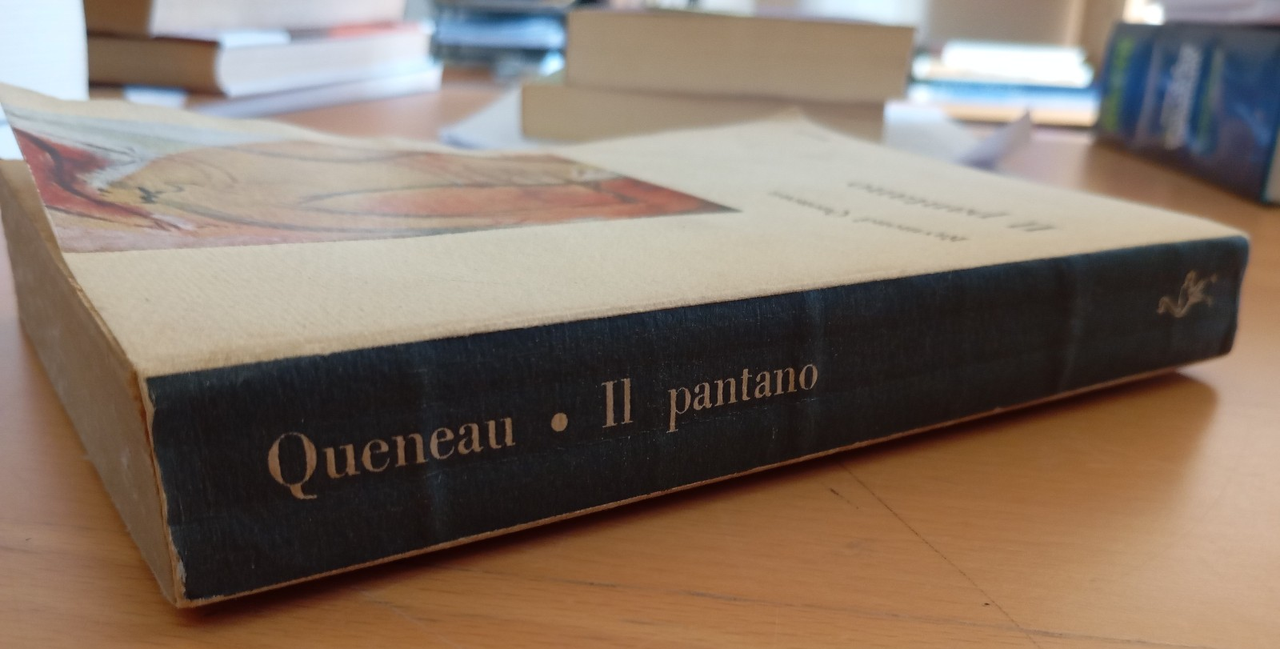 Queneau • Il pantano
Raymond Queneau
Il pantano